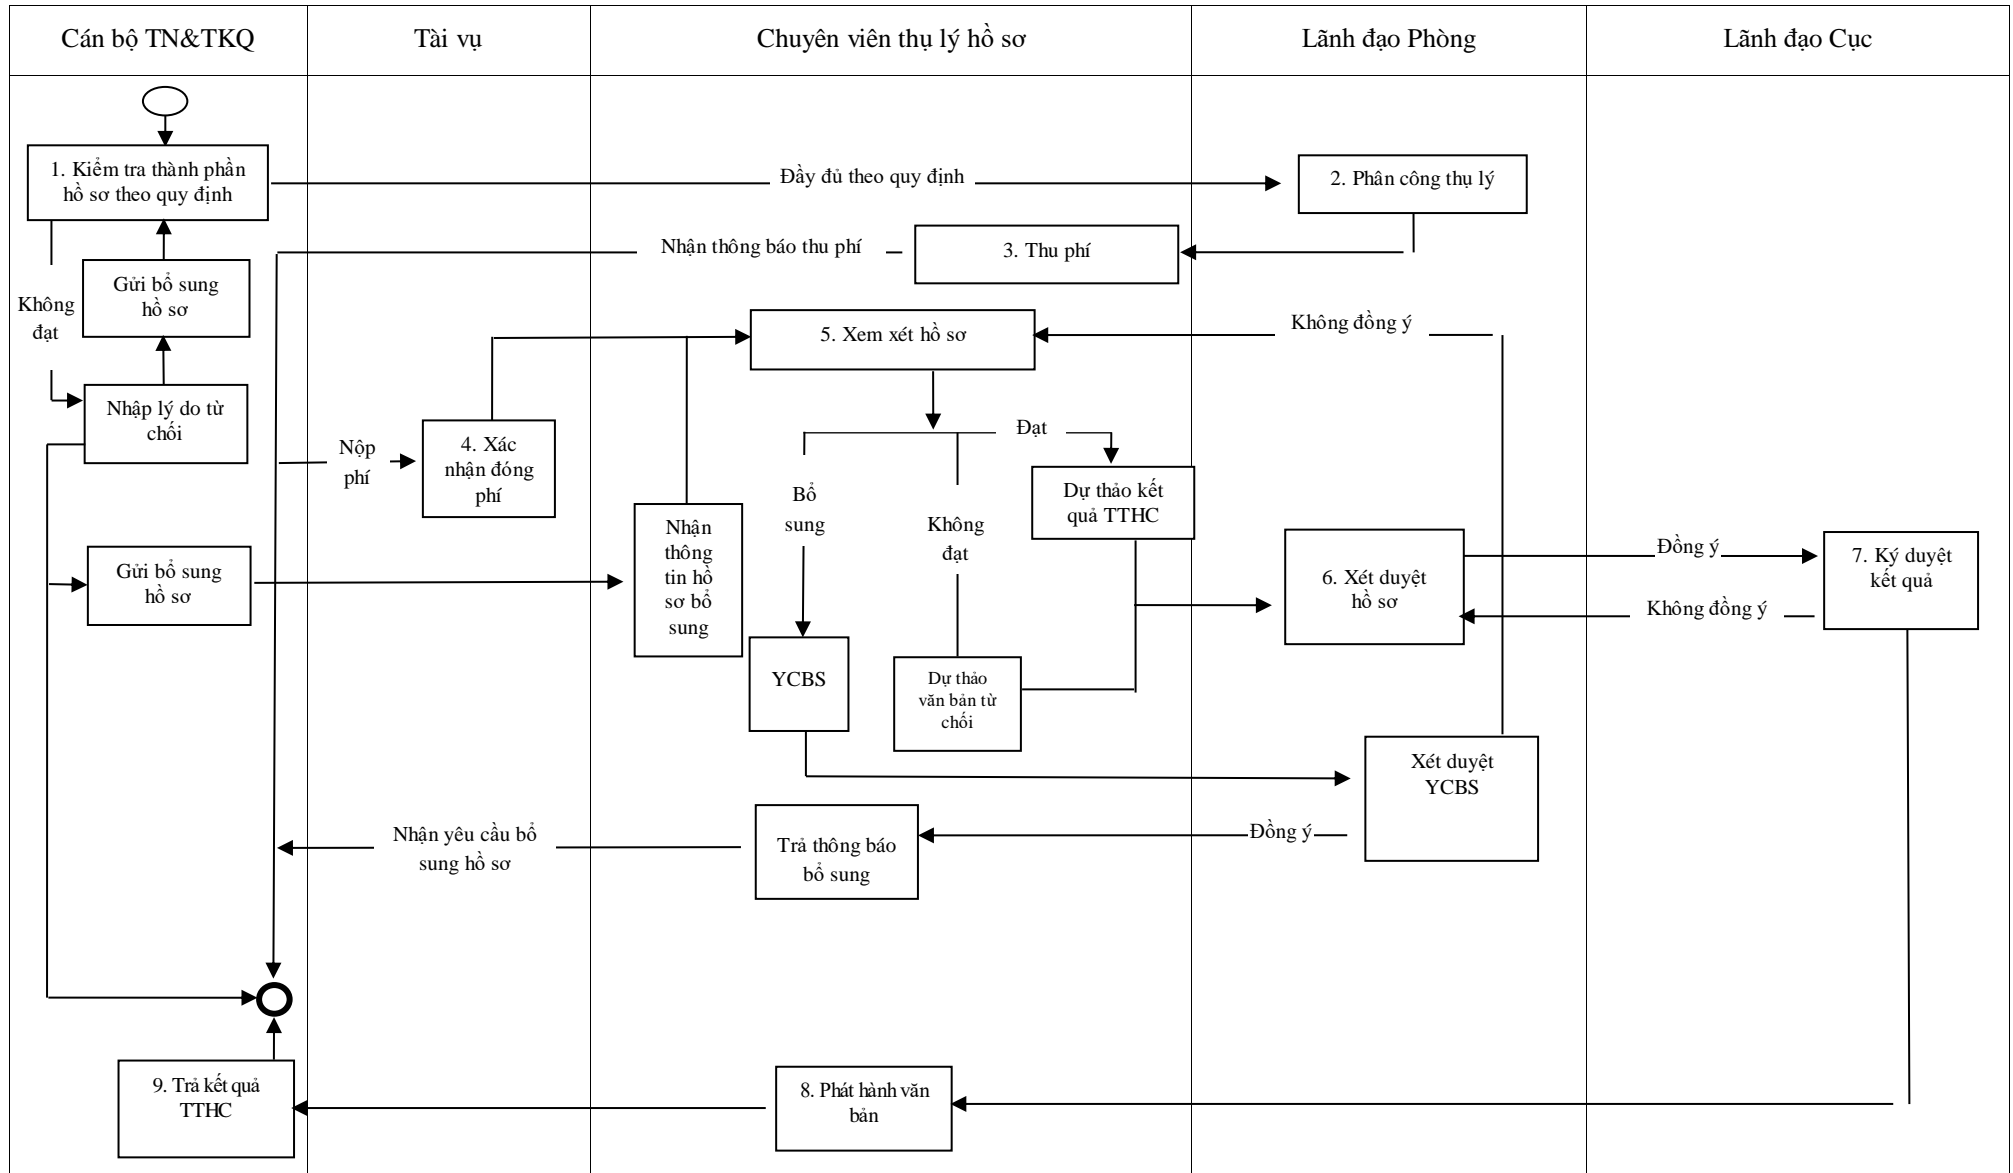 Cán bộ TN&TKQ
Tài vụ
Chuyên viên thụ lý hồ sơ
Lãnh đạo Phòng
Lãnh đạo Cục
1. Kiểm tra thành phần
hồ sơ theo quy định
Đầy đủ theo quy định
2. Phân công thụ lý
Nhận thông báo thu phí
3. Thu phí
Gửi bổ sung
hồ sơ
Không
đạt
5. Xem xét hồ sơ
Không đồng ý
Nhập lý do từ
chối
Nộp
phí
4. Xác
nhận đóng
phí
Đạt
Bổ
sung
Không
đạt
Dự thảo kết
quả TTHC
Nhận
thông
tin hồ
sơ bổ
sung
Gửi bổ sung
hồ sơ
6. Xét duyệt
hồ sơ
Đồng ý
Không đồng ý
7. Ký duyệt
kết quả
YCBS
Dự thảo
văn bản từ
chối
Xét duyệt
YCBS
Nhận yêu cầu bổ
sung hồ sơ
Trả thông báo
bổ sung
Đồng ý
9. Trả kết quả
TTHC
8. Phát hành văn
bản